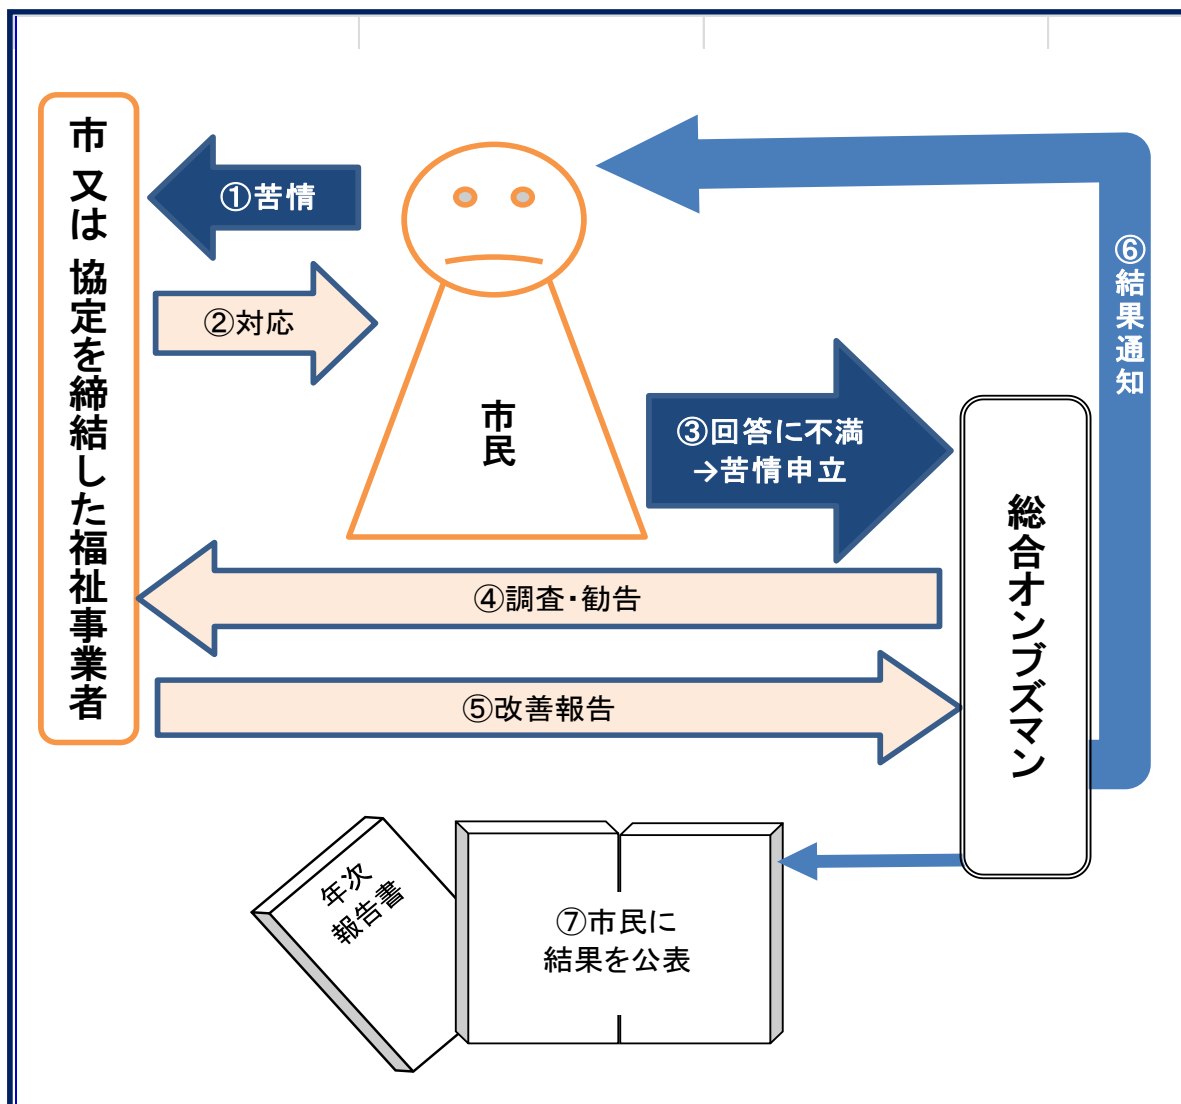 市 又は 協定を締結した福祉事業者
①苦情
②対応
市民
③回答に不満
→苦情申立
④調査・勧告
⑤改善報告
総合オンブズマン
⑥結果通知
年次
報告書
⑦市民に
結果を公表